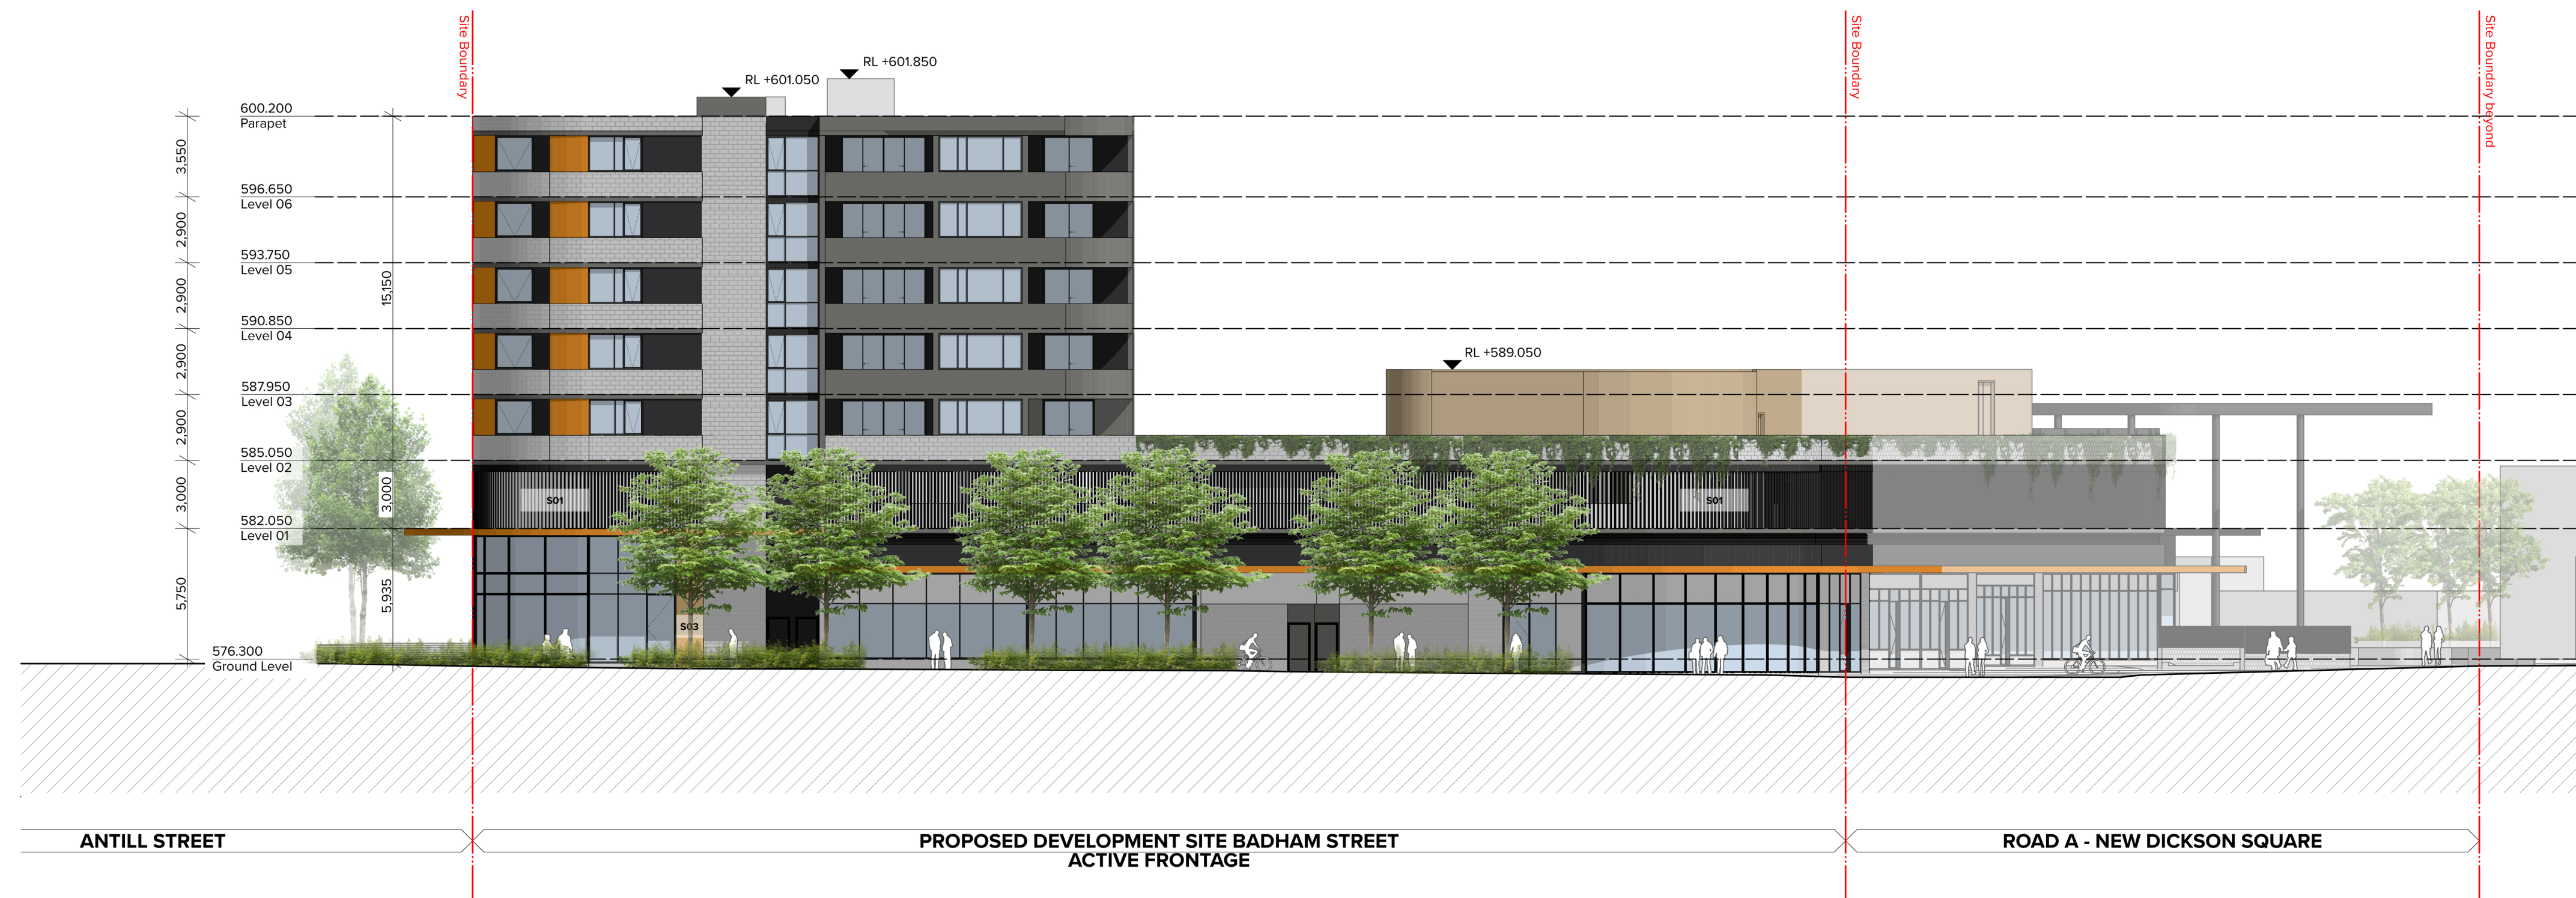 Site Boundary
Site Boundary
Site Boundary beyond
RL +601.850
RL +601.050
600.200
Parapet
3,550
596.650
Level 06
2,900
593.750
Level 05
2,900
15,150
590.850
Level 04
2,900
RL +589.050
587.950
Level 03
2,900
585.050
Level 02
3,000
3,000
S01
S01
582.050
Level 01
5,750
5,935
S03
576.300
Ground Level
ANTILL STREET
PROPOSED DEVELOPMENT SITE BADHAM STREET
ACTIVE FRONTAGE
ROAD A - NEW DICKSON SQUARE